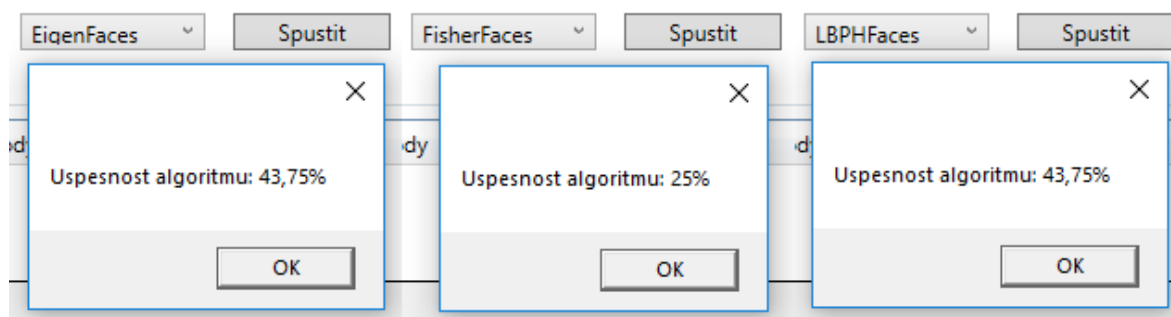 EigenFaces Spustit FisherFaces Spustit LBPHFaces Spustit
ody
Uspesnost algoritmu: 43,75% Uspesnost algoritmu: 25% Uspesnost algoritmu: 43,75%
OK OK OK